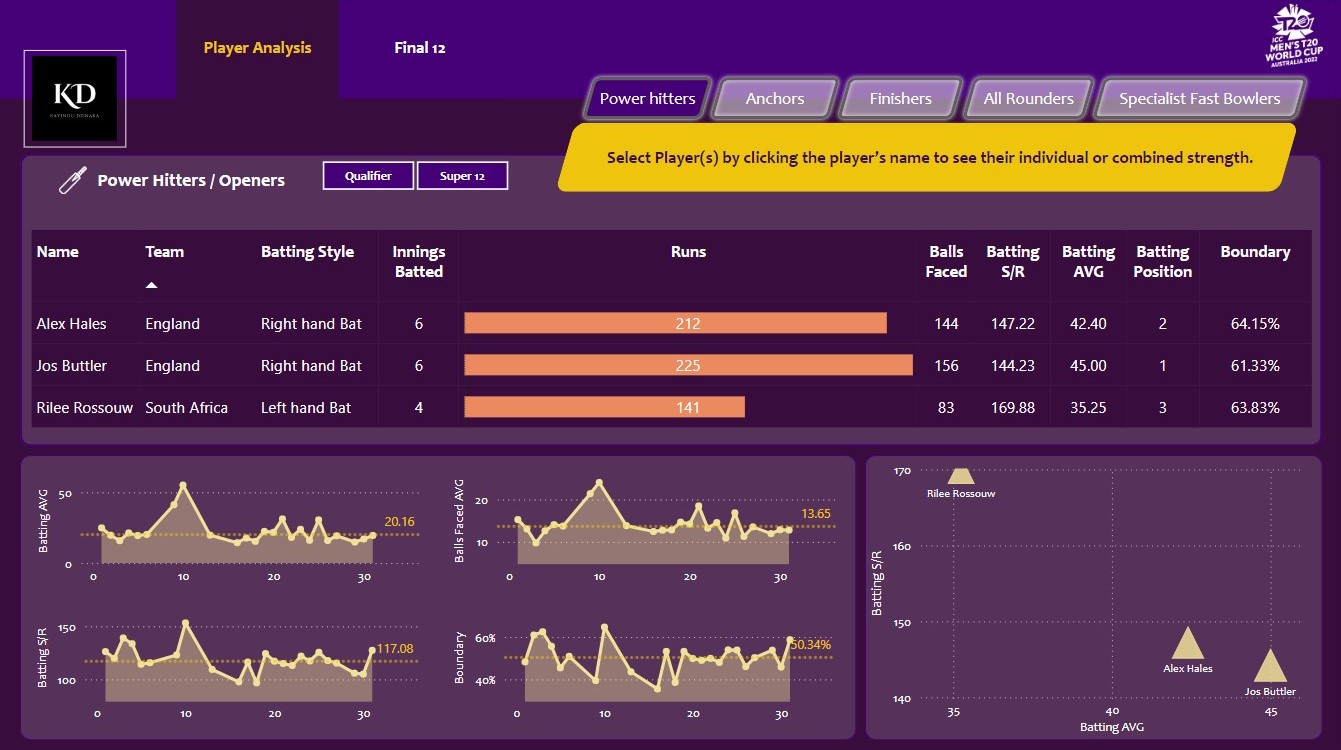 Player Analysis
Final 12
ICC
MEN'S T20
WORLD CUP
AUSTRALIA 2022
KD
Power hitters
Anchors
Finishers
All Rounders
Specialist Fast Bowlers
Select Player(s) by clicking the player's name to see their individual or combined strength.
Power Hitters / Openers
Qualifier
Super 12
Name Team Batting Style Innings Batted Runs Balls Faced Batting S/R Batting AVG Batting Position Boundary
Alex Hales England Right hand Bat 6 212 144 147.22 42.40 2 64.15%
Jos Buttler England Right hand Bat 6 225 156 144.23 45.00 1 61.33%
Rilee Rossouw South Africa Left hand Bat 4 141 83 169.88 35.25 3 63.83%
Batting AVG
50
0
20.16
0 10 20 30
Balls Faced AVG
20
10
13.65
0 10 20 30
Batting S/R
150
100
117.08
0 10 20 30
Boundary
60%
40%
50.34%
0 10 20 30
Batting S/R
170
160
150
140
Rilee Rossouw
Alex Hales
Jos Buttler
35 40 45
Batting AVG